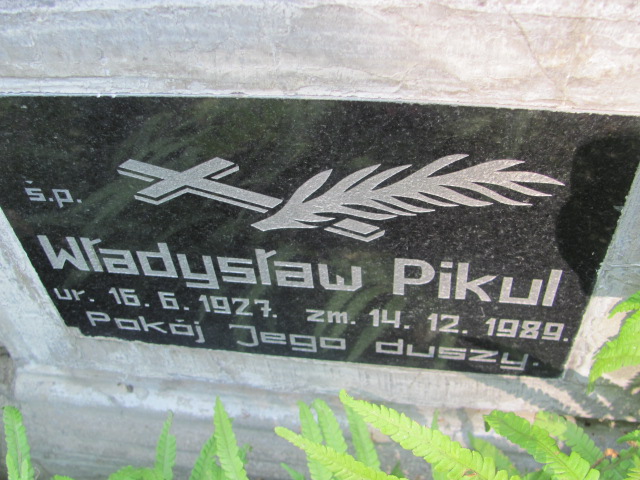 ś.p.
Władysław Pikul
ur. 16. 6. 1927. zm. 14. 12. 1989.
Pokój Jego duszy.